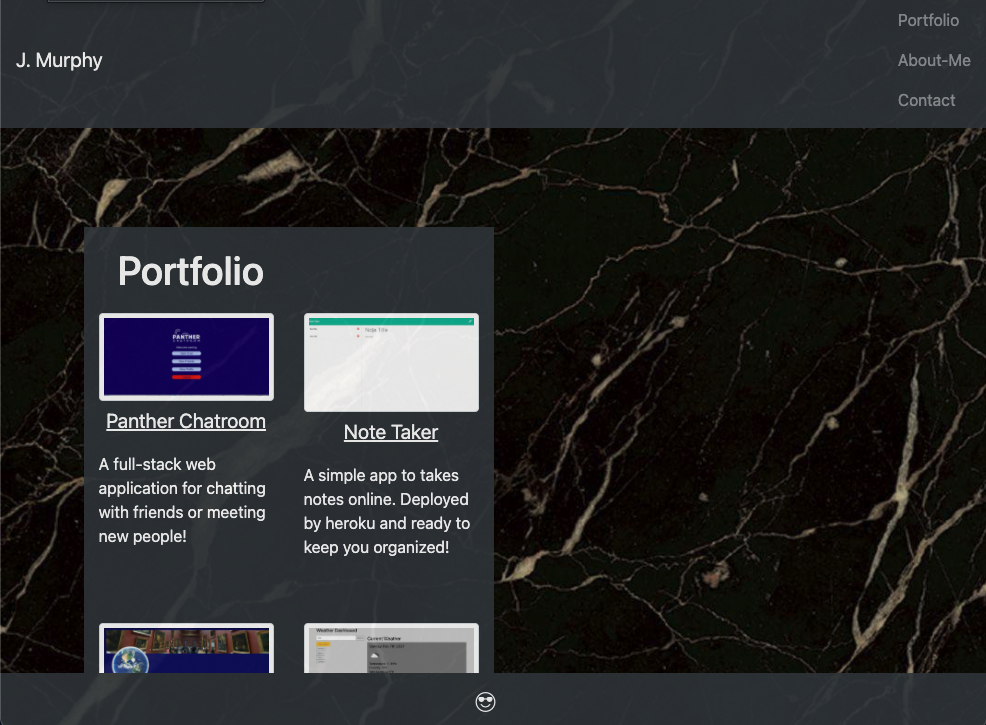 Portfolio
J. Murphy
About-Me
Contact
Portfolio
PANTHER
CHATROOM
Note Title
Panther Chatroom
Note Taker
A full-stack web
application for chatting
with friends or meeting
new people!
A simple app to takes
notes online. Deployed
by heroku and ready to
keep you organized!
Weather Dashboard
Current Weather